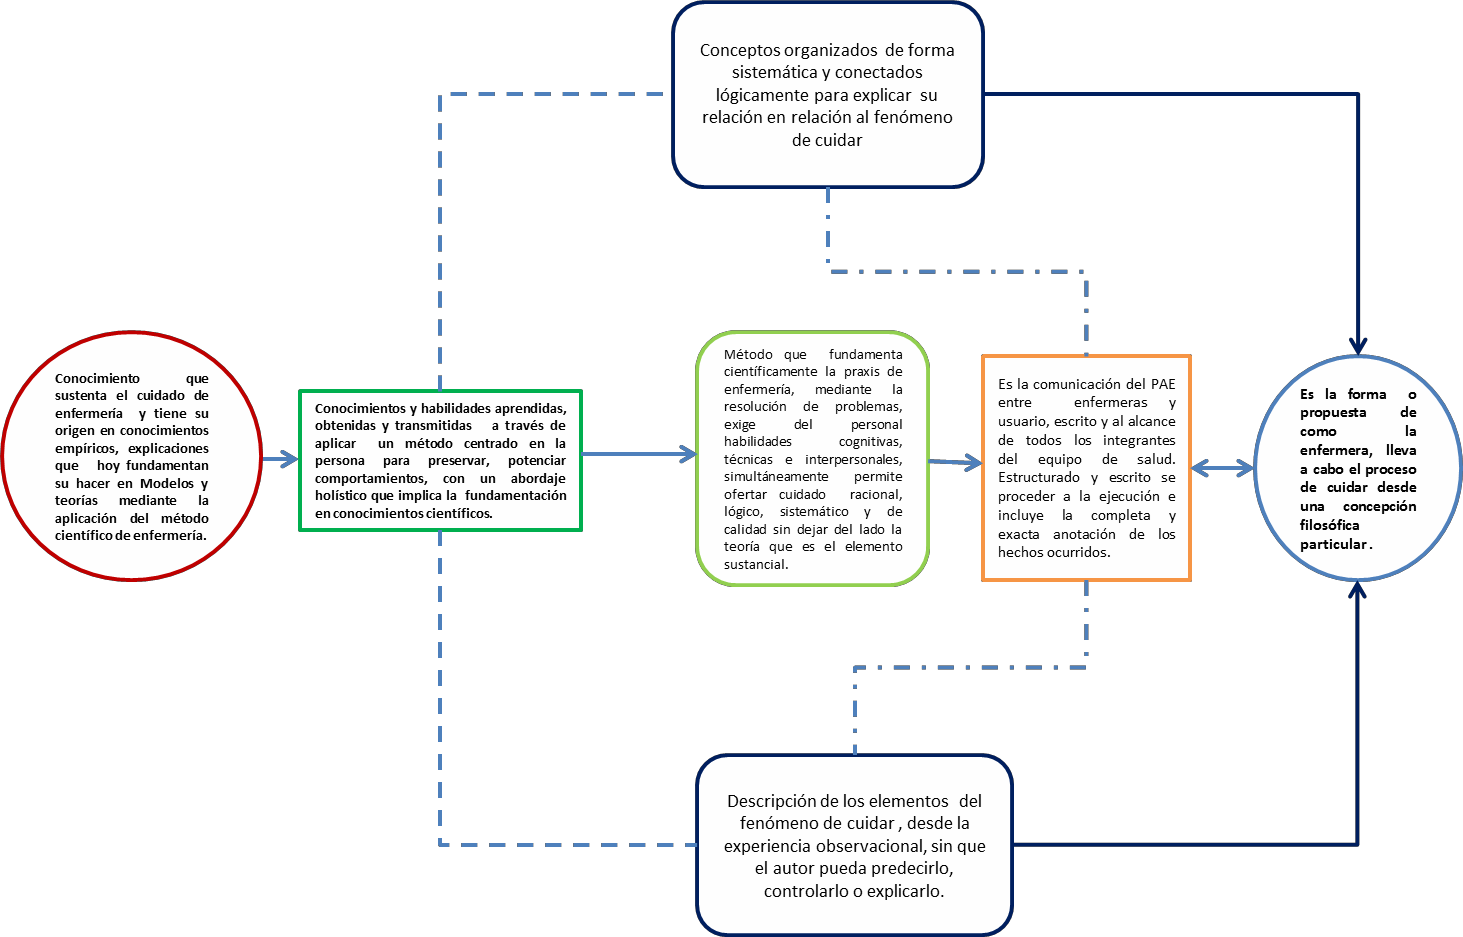 Conceptos organizados de forma
sistemática y conectados
lógicamente para explicar su
relación en relación al fenómeno
de cuidar
Conocimiento que
sustenta el cuidado de
enfermería y tiene su
origen en conocimientos
empíricos, explicaciones
que hoy fundamentan
su hacer en Modelos y
teorías mediante la
aplicación del método
científico de enfermería.
Conocimientos y habilidades aprendidas,
obtenidas y transmitidas a través de
aplicar un método centrado en la
persona para preservar, potenciar
comportamientos, con un abordaje
holístico que implica la fundamentación
en conocimientos científicos.
Método que fundamenta
científicamente la praxis de
enfermería, mediante la
resolución de problemas,
exige del personal
habilidades cognitivas,
técnicas e interpersonales,
simultáneamente permite
ofertar cuidado racional,
lógico, sistemático y de
calidad sin dejar del lado la
teoría que es el elemento
sustancial.
Es la comunicación del PAE
entre enfermeras y
usuario, escrito y al alcance
de todos los integrantes
del equipo de salud.
Estructurado y escrito se
proceder a la ejecución e
incluye la completa y
exacta anotación de los
hechos ocurridos.
Es la forma o
propuesta de
como la
enfermera, lleva
a cabo el proceso
de cuidar desde
una concepción
filosófica
particular .
Descripción de los elementos del
fenómeno de cuidar , desde la
experiencia observacional, sin que
el autor pueda predecirlo,
controlarlo o explicarlo.